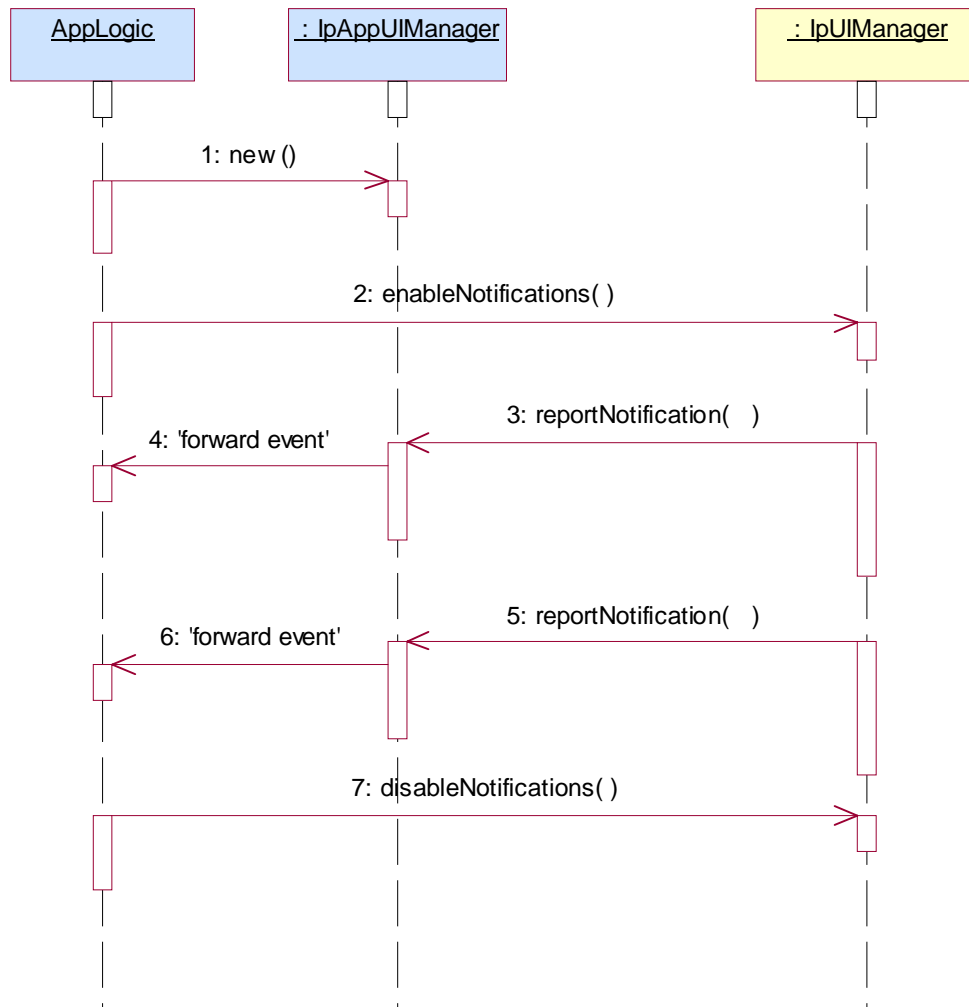 AppLogic
: IpAppUIManager
: IpUIManager
1: new ()
2: enableNotifications( )
3: reportNotification( )
4: 'forward event'
5: reportNotification( )
6: 'forward event'
7: disableNotifications( )